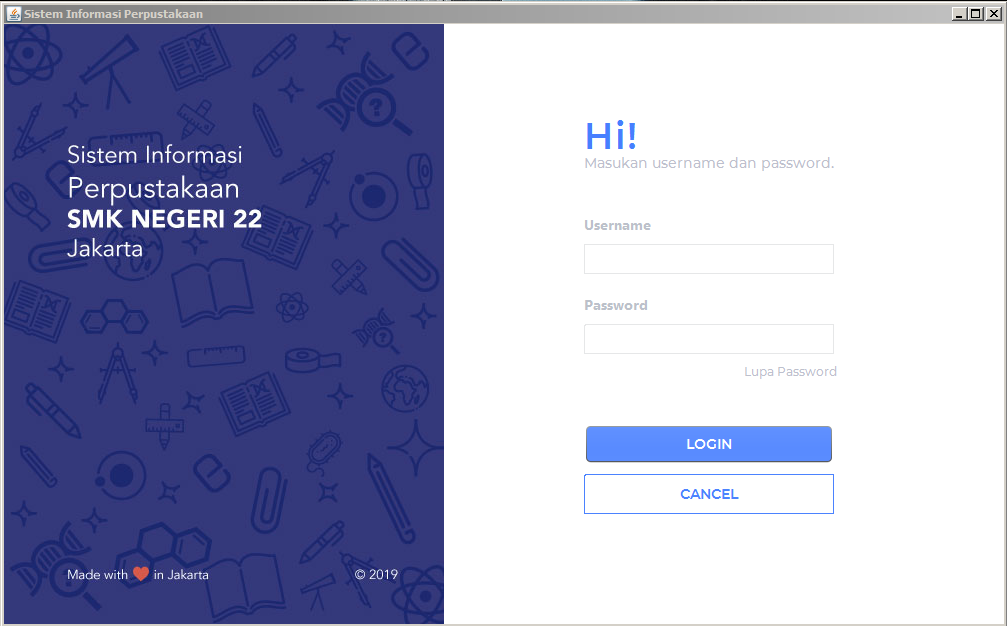 Sistem Informasi Perpustakaan
Sistem Informasi
Perpustakaan
SMK NEGERI 22
Jakarta
Made with ❤ in Jakarta
© 2019
Hi!
Masukan username dan password.
Username
Password
Lupa Password
LOGIN
CANCEL